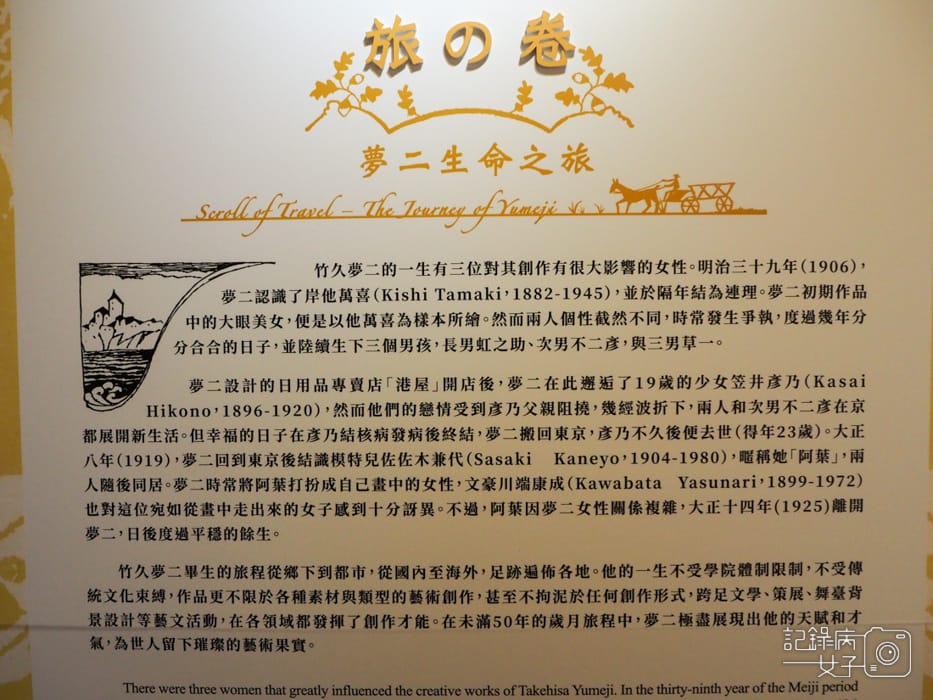 旅の卷
夢二生命之旅
Scroll of Travel – The Journey of Yumeji
竹久夢二的一生有三位對其創作有很大影響的女性。明治三十九年(1906)，
夢二認識了岸他萬喜(Kishi Tamaki，1882-1945)，並於隔年結為連理。夢二初期作品
中的大眼美女，便是以他萬喜為樣本所繪。然而兩人個性截然不同，時常發生爭執，度過幾年分
分合合的日子，並陸續生下三個男孩，長男虹之助、次男不二彥，與三男草一。
夢二設計的日用品專賣店「港屋」開店後，夢二在此邂逅了19歲的少女笠井彥乃(Kasai
Hikono，1896-1920)，然而他們的戀情受到彥乃父親阻撓，幾經波折下，兩人和次男不二彥在京
都展開新生活。但幸福的日子在彥乃結核病發病後終結，夢二搬回東京，彥乃不久後便去世(得年23歲)。大正
八年(1919)，夢二回到東京後結識模特兒佐佐木兼代(Sasaki Kaneyo，1904-1980)，暱稱她「阿葉」，兩
人隨後同居。夢二時常將阿葉打扮成自己畫中的女性，文豪川端康成(Kawabata Yasunari，1899-1972)
也對這位宛如從畫中走出來的女子感到十分訝異。不過，阿葉因夢二女性關係複雜，大正十四年(1925)離開
夢二，日後度過平穩的餘生。
竹久夢二畢生的旅程從鄉下到都市，從國內至海外，足跡遍佈各地。他的一生不受學院體制限制，不受傳
統文化束縛，作品更不限於各種素材與類型的藝術創作，甚至不拘泥於任何創作形式，跨足文學、策展、舞臺背
景設計等藝文活動，在各領域都發揮了創作才能。在未滿50年的歲月旅程中，夢二極盡展現出他的天賦和才
氣，為世人留下璀璨的藝術果實。
There were three women that greatly influenced the creative works of Takehisa Yumeji. In the thirty-ninth year of the Meiji period
記錄病
女子